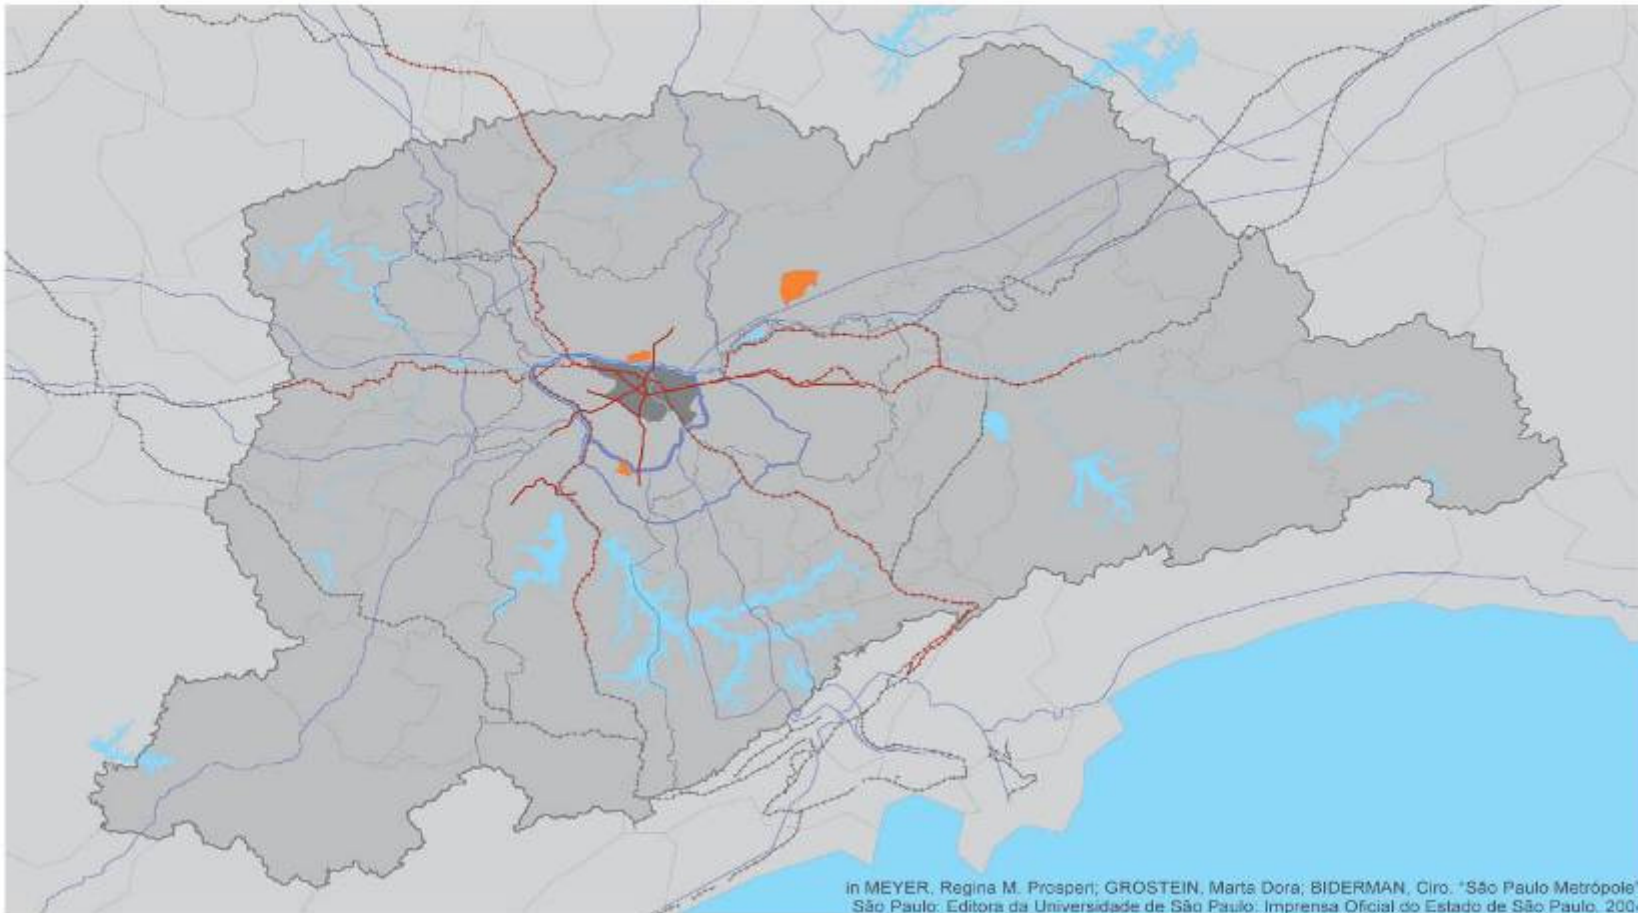 in MEYER, Regina M. Prosperi; GROSTEIN, Marta Dora; BIDERMAN, Ciro. "São Paulo Metrópole"
São Paulo: Editora da Universidade de São Paulo: Imprensa Oficial do Estado de São Paulo, 2004